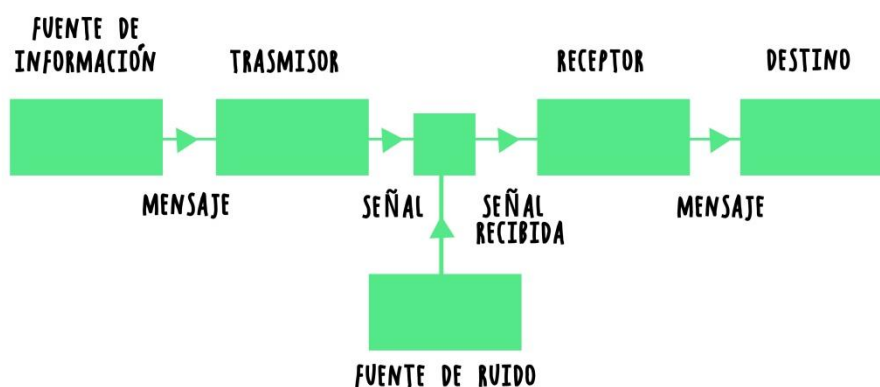 FUENTE DE
INFORMACIÓN
TRASMISOR
RECEPTOR
DESTINO
MENSAJE
SEÑAL
SEÑAL
RECIBIDA
MENSAJE
FUENTE DE RUIDO